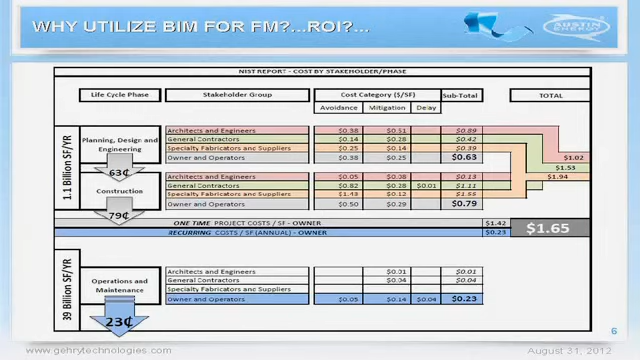 WHY UTILIZE BIM FOR FM?...ROI?...
AUSTIN ENERGY
NIST REPORT - COST BY STAKEHOLDER/PHASE
Life Cycle Phase Stakeholder Group Cost Category ($/SF) Sub-Total TOTAL
Avoidance Mitigation Delay
1.1 Billion SF/YR
Planning, Design and Engineering
63¢
Architects and Engineers $0.38 $0.51 $0.89
General Contractors $0.14 $0.28 $0.42
Specialty Fabricators and Suppliers $0.25 $0.14 $0.39
Owner and Operators $0.38 $0.25 $0.63
Construction
79¢
Architects and Engineers $0.05 $0.08 $0.13
General Contractors $0.82 $0.28 $0.01 $1.11
Specialty Fabricators and Suppliers $0.12
Owner and Operators $0.50 $0.29 $0.79
$1.02
$1.53
$1.94
ONE TIME PROJECT COSTS / SF - OWNER $1.42
RECURRING COSTS / SF (ANNUAL) - OWNER $0.23
$1.65
39 Billion SF/YR
Operations and Maintenance
23¢
Architects and Engineers $0.01 $0.01
General Contractors $0.04 $0.04
Specialty Fabricators and Suppliers
Owner and Operators $0.05 $0.14 $0.04 $0.23
6
www.gehrytechnologies.com August 31, 2012